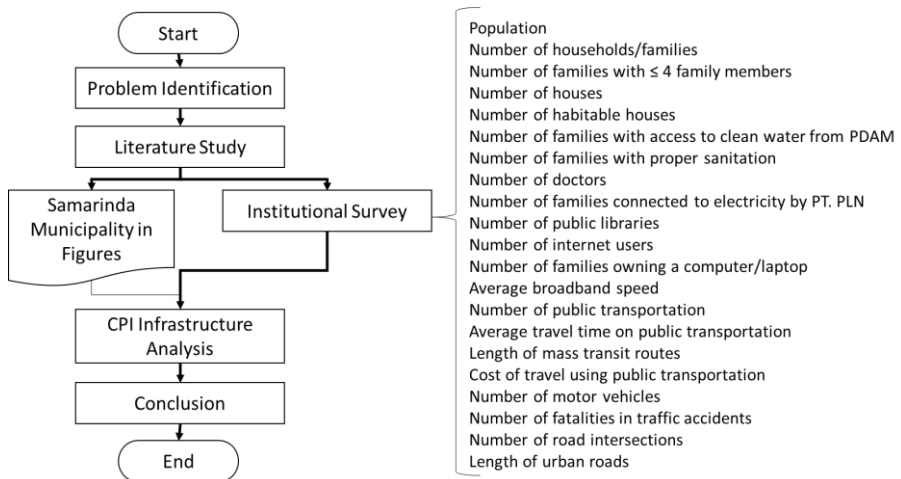 Start
Problem Identification
Literature Study
Samarinda
Municipality in
Figures
Institutional Survey
CPI Infrastructure
Analysis
Conclusion
End
Population
Number of households/families
Number of families with ≤ 4 family members
Number of houses
Number of habitable houses
Number of families with access to clean water from PDAM
Number of families with proper sanitation
Number of doctors
Number of families connected to electricity by PT. PLN
Number of public libraries
Number of internet users
Number of families owning a computer/laptop
Average broadband speed
Number of public transportation
Average travel time on public transportation
Length of mass transit routes
Cost of travel using public transportation
Number of motor vehicles
Number of fatalities in traffic accidents
Number of road intersections
Length of urban roads